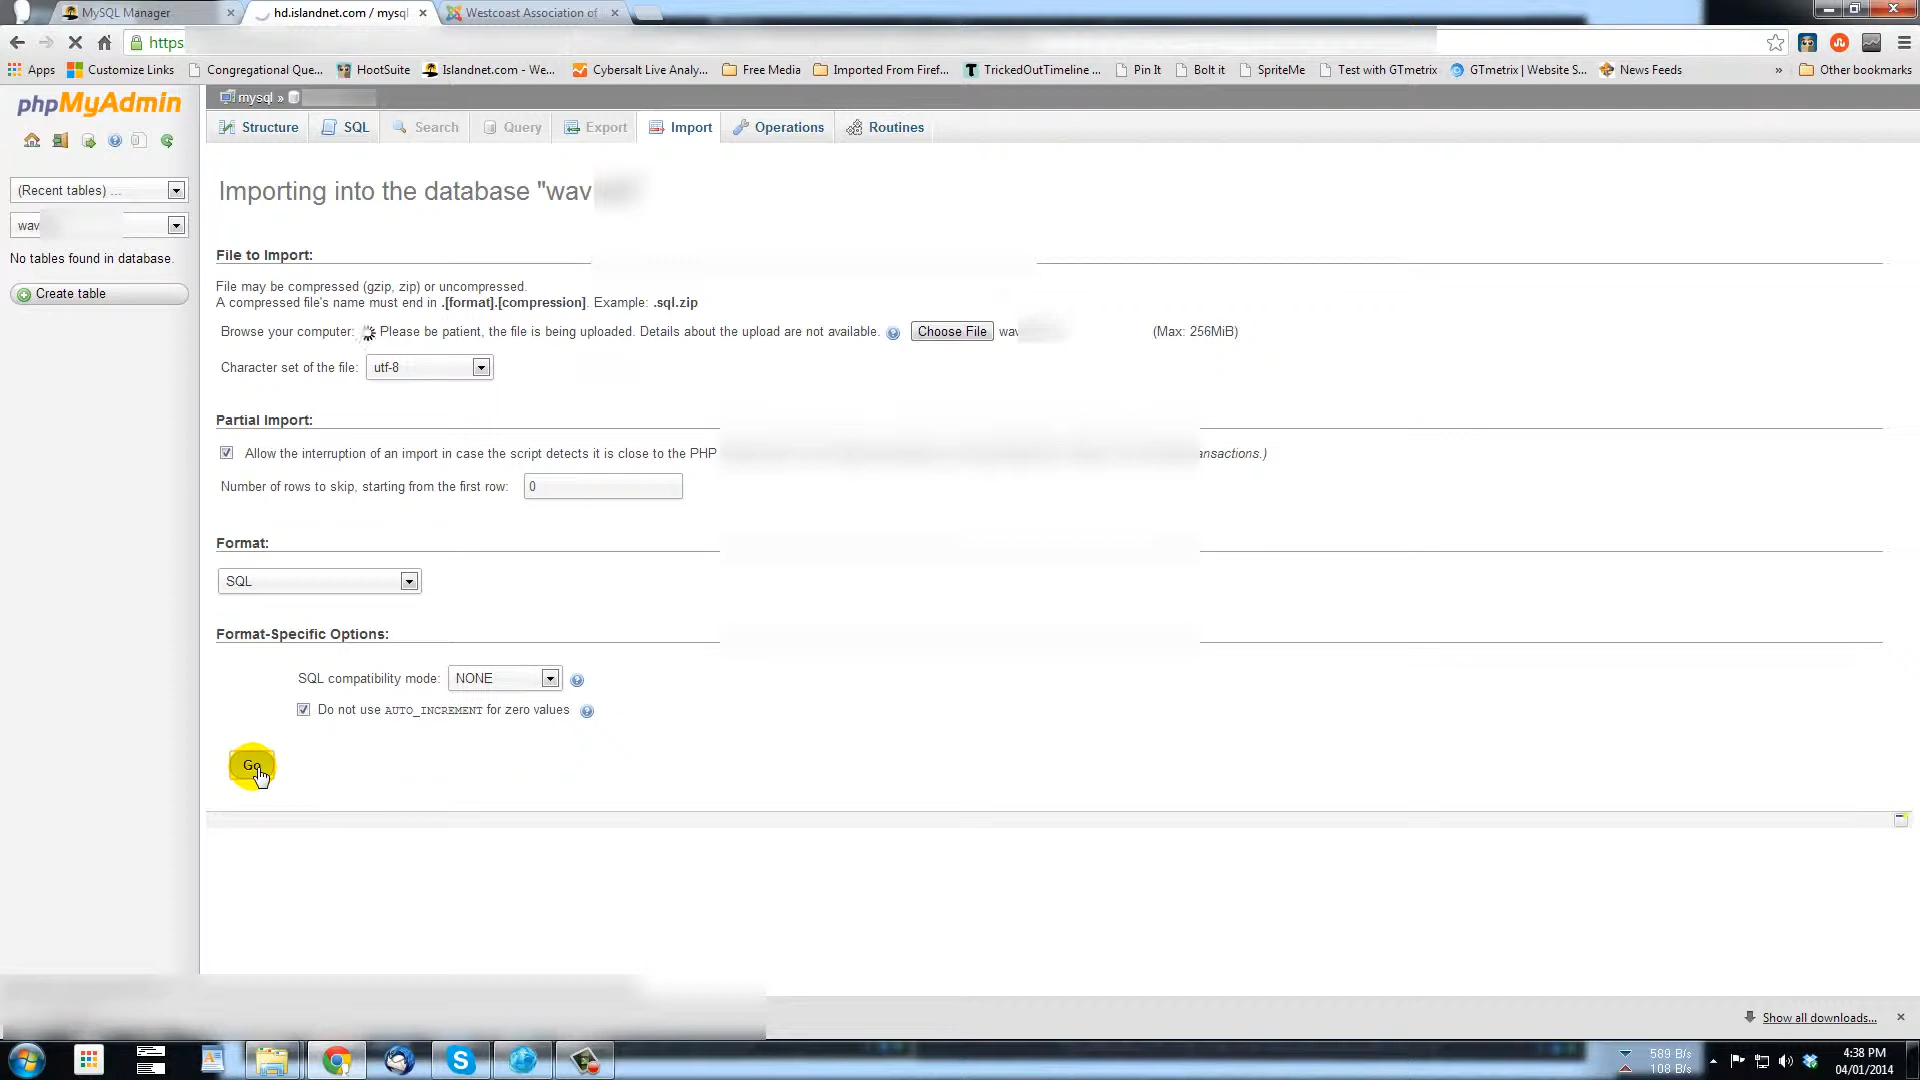 MySQL Manager
hd.islandnet.com / mysql
Westcoast Association of
https
Apps
Customize Links
Congregational Que...
HootSuite
Islandnet.com - We...
Cybersalt Live Analy...
Free Media
Imported From Firef...
TrickedOutTimeline ...
Pin It
Bolt it
SpriteMe
Test with GTmetrix
GTmetrix | Website S...
News Feeds
»
Other bookmarks
phpMyAdmin
mysql »
Structure
SQL
Search
Query
Export
Import
Operations
Routines
(Recent tables) ...
wav
No tables found in database.
Create table
Importing into the database "wav
File to Import:
File may be compressed (gzip, zip) or uncompressed.
A compressed file's name must end in .[format].[compression]. Example: .sql.zip
Browse your computer: Please be patient, the file is being uploaded. Details about the upload are not available. Choose File wav (Max: 256MiB)
Character set of the file: utf-8
Partial Import:
Allow the interruption of an import in case the script detects it is close to the PHP ansactions.)
Number of rows to skip, starting from the first row: 0
Format:
SQL
Format-Specific Options:
SQL compatibility mode: NONE
Do not use AUTO_INCREMENT for zero values
Go
Show all downloads...
589 B/s
108 B/s
4:38 PM
04/01/2014